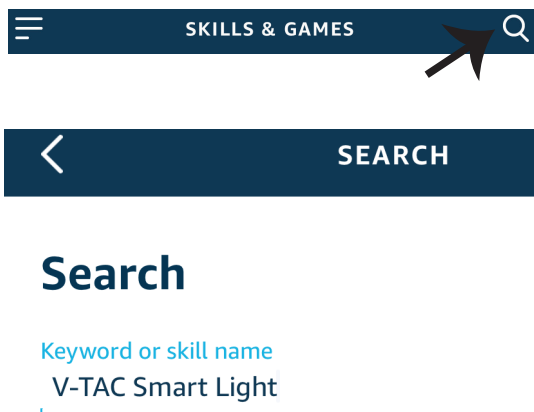 SKILLS & GAMES
SEARCH
Search
Keyword or skill name
V-TAC Smart Light